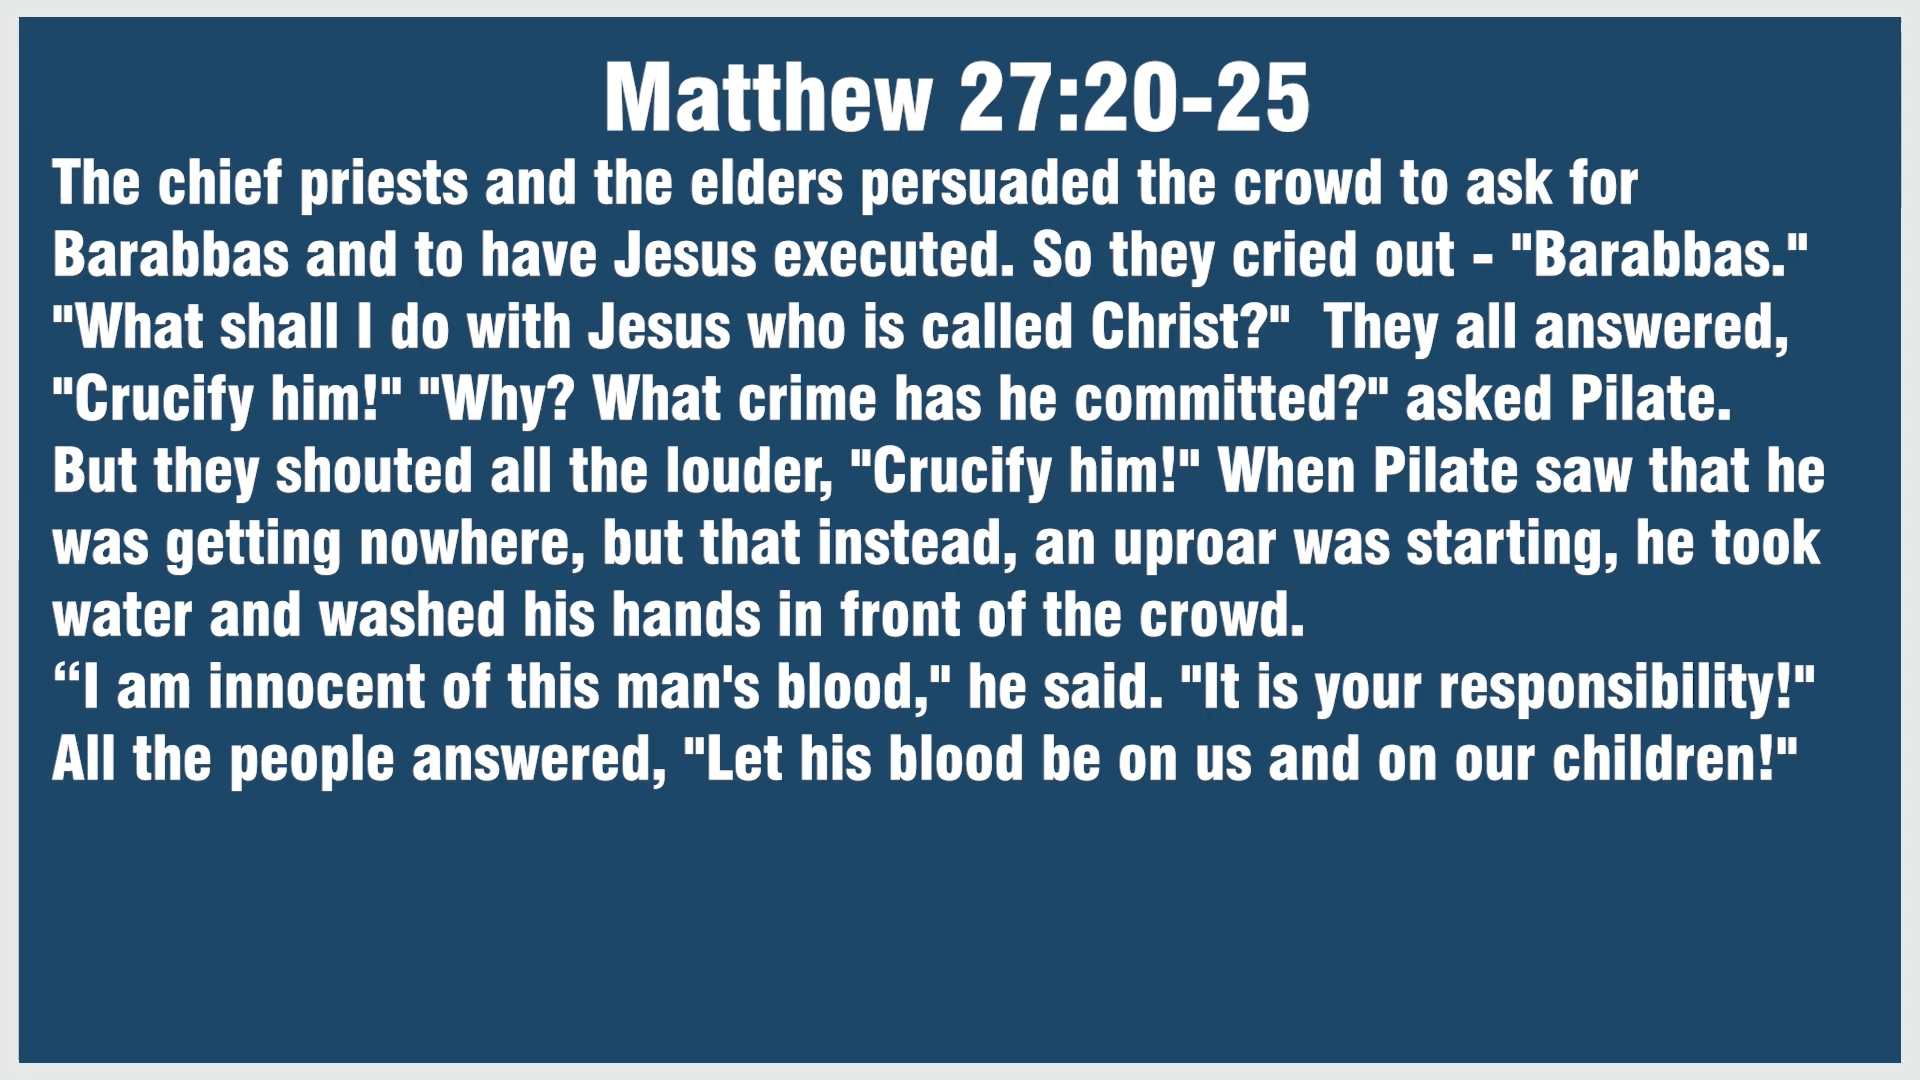 Matthew 27:20-25
The chief priests and the elders persuaded the crowd to ask for
Barabbas and to have Jesus executed. So they cried out - "Barabbas."
"What shall I do with Jesus who is called Christ?"  They all answered,
"Crucify him!" "Why? What crime has he committed?" asked Pilate.
But they shouted all the louder, "Crucify him!" When Pilate saw that he
was getting nowhere, but that instead, an uproar was starting, he took
water and washed his hands in front of the crowd.
“I am innocent of this man's blood," he said. "It is your responsibility!"
All the people answered, "Let his blood be on us and on our children!"